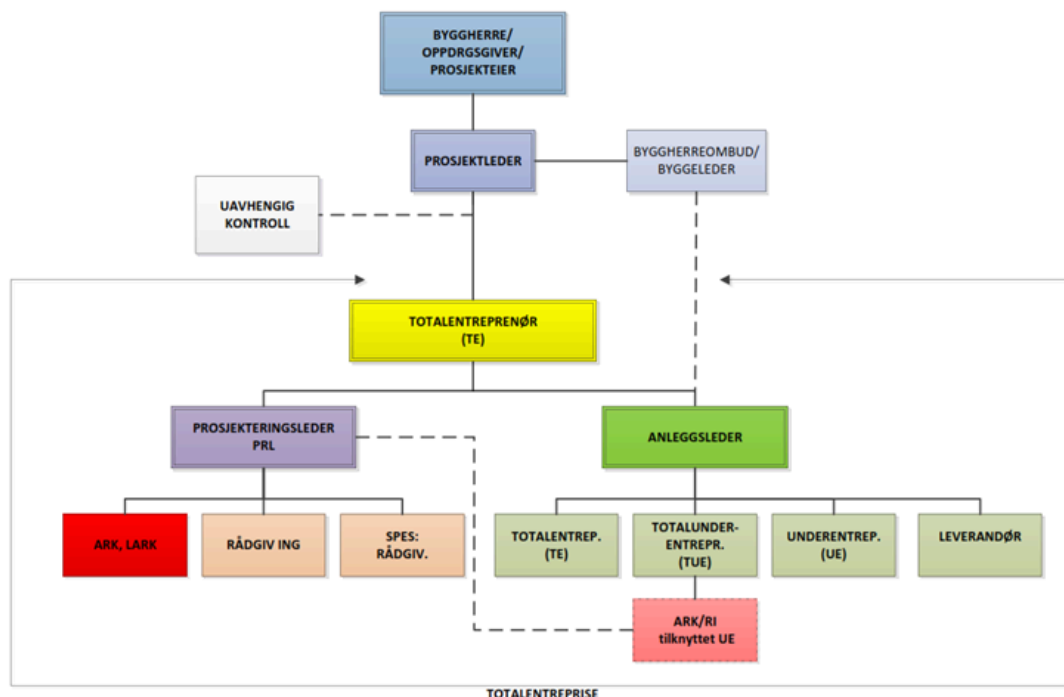 BYGGHERRE/
OPPDRGSGIVER/
PROSJEKTEIER
PROSJEKTLEDER
BYGGHERREOMBUD/
BYGGELEDER
UAVHENGIG
KONTROLL
TOTALENTREPRENØR
(TE)
PROSJEKTERINGSLEDER
PRL
ANLEGGSLEDER
ARK, LARK
RÅDGIV ING
SPES:
RÅDGIV.
TOTALENTREP.
(TE)
TOTALUNDER-
ENTREPR.
(TUE)
UNDERENTREP.
(UE)
LEVERANDØR
ARK/RI
tilknyttet UE
TOTALENTREPRISE